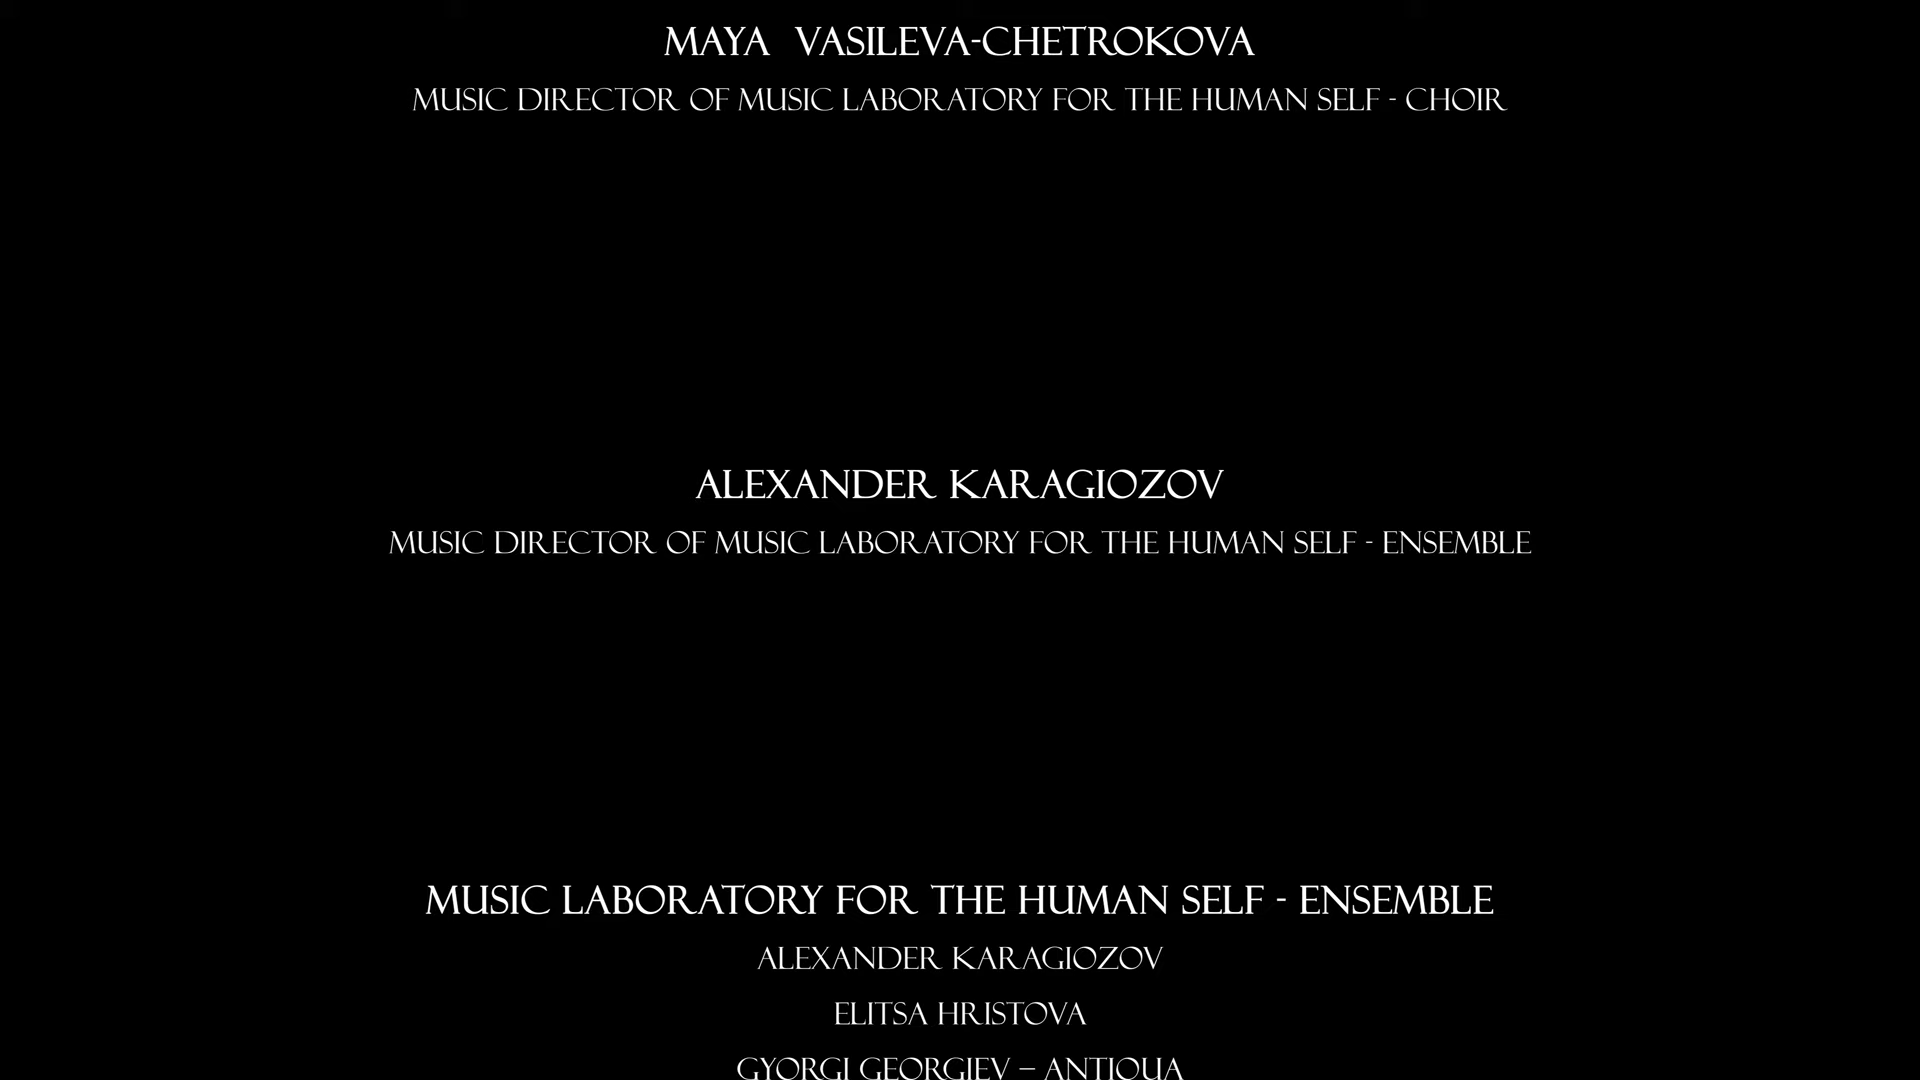 MAYA VASILEVA-CHETROKOVA
MUSIC DIRECTOR OF MUSIC LABORATORY FOR THE HUMAN SELF - CHOIR
ALEXANDER KARAGIOZOV
MUSIC DIRECTOR OF MUSIC LABORATORY FOR THE HUMAN SELF - ENSEMBLE
MUSIC LABORATORY FOR THE HUMAN SELF - ENSEMBLE
ALEXANDER KARAGIOZOV
ELITSA HRISTOVA
GYORGI GEORGIEV – ANTIQUA